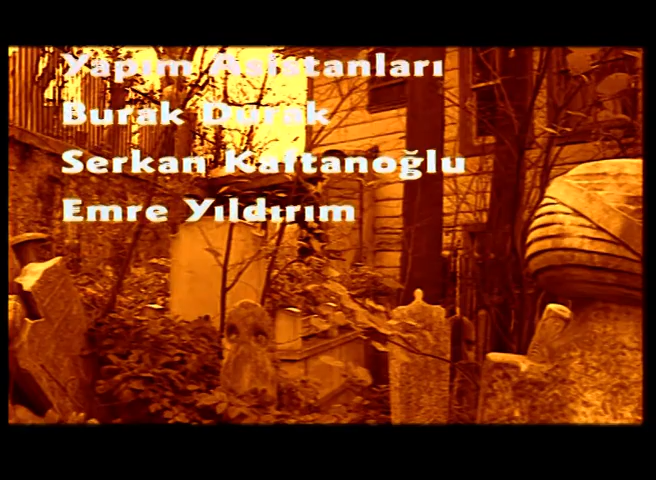 Yapım Asistanları
Burak Durak
Serkan Kaftanoğlu
Emre Yıldırım